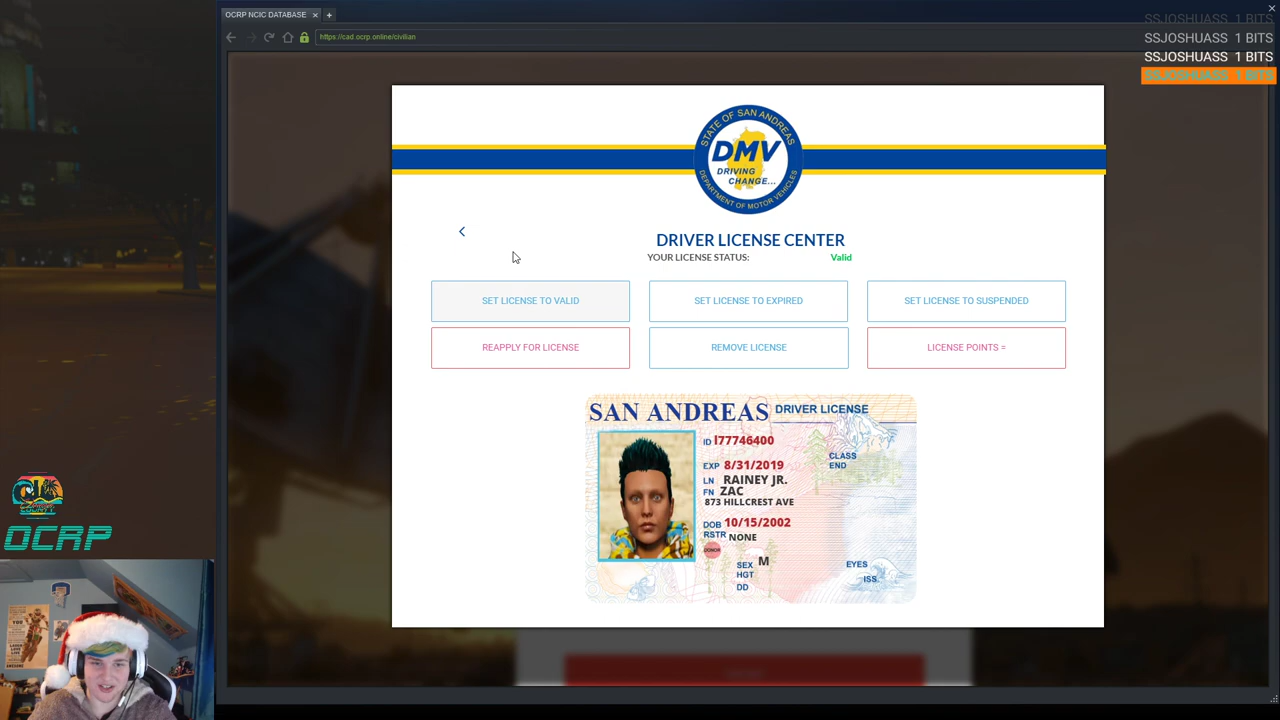 OCRP NCIC DATABASE
https://cad.ocrp.online/civilian
SSJOSHUASS 1 BITS
SSJOSHUASS 1 BITS
SSJOSHUASS 1 BITS
SSJOSHUASS 1 BITS
STATE OF SAN ANDREAS
DMV
DRIVING
CHANGE...
DEPARTMENT OF MOTOR VEHICLES
DRIVER LICENSE CENTER
YOUR LICENSE STATUS: Valid
SET LICENSE TO VALID
SET LICENSE TO EXPIRED
SET LICENSE TO SUSPENDED
REAPPLY FOR LICENSE
REMOVE LICENSE
LICENSE POINTS =
SAN ANDREAS DRIVER LICENSE
ID I77746400
CLASS
END
EXP 8/31/2019
LN RAINEY JR.
FN ZAC
873 HILLCREST AVE
DOB 10/15/2002
RSTR NONE
DONOR
SEX M
HGT
DD
EYES
ISS.
OCRP